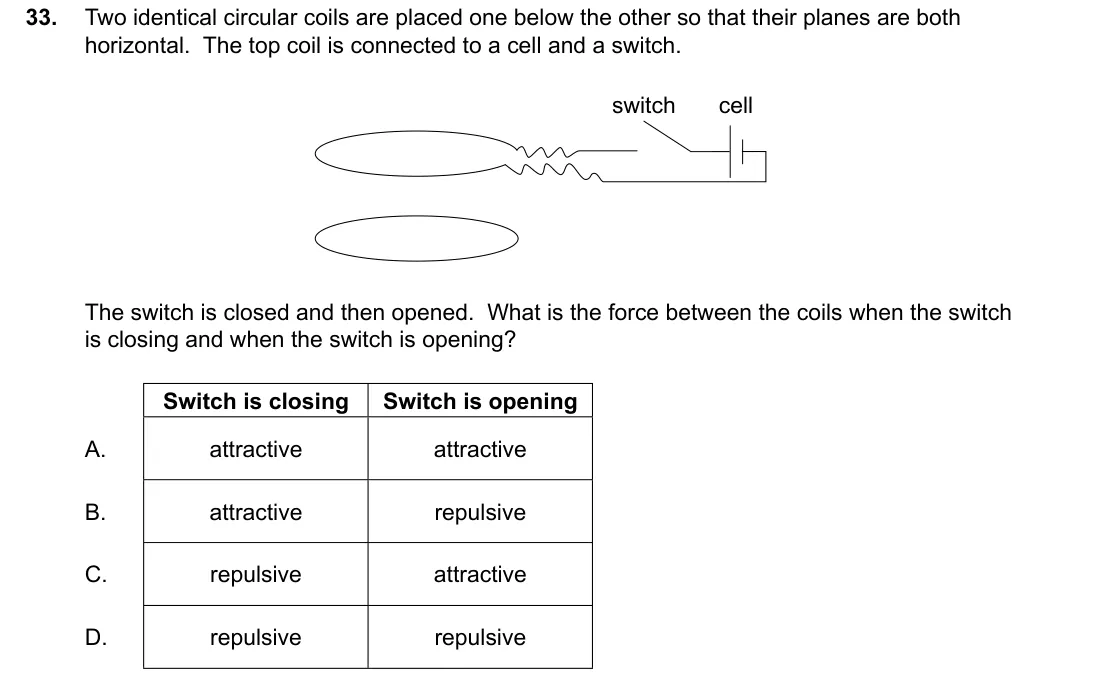 33. Two identical circular coils are placed one below the other so that their planes are both
horizontal. The top coil is connected to a cell and a switch.
switch cell
The switch is closed and then opened. What is the force between the coils when the switch
is closing and when the switch is opening?
Switch is closing Switch is opening
A. attractive attractive
B. attractive repulsive
C. repulsive attractive
D. repulsive repulsive